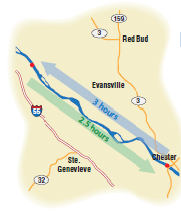 159
3
Red Bud
Evansville
3 hours
3
55
2.5 hours
Chester
Ste.
Genevieve
32